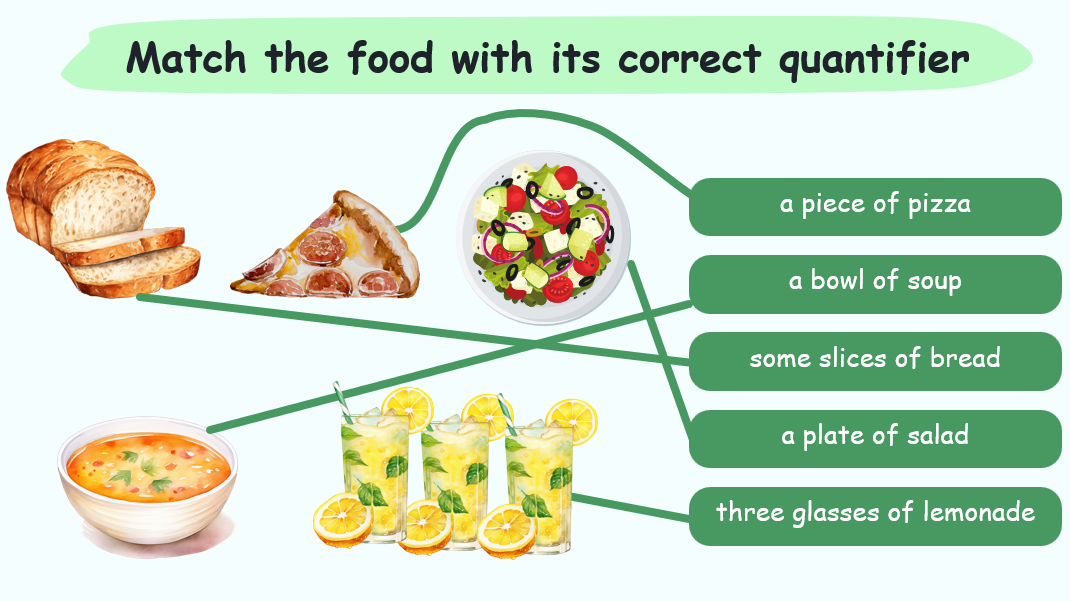 Match the food with its correct quantifier
a piece of pizza
a bowl of soup
some slices of bread
a plate of salad
three glasses of lemonade